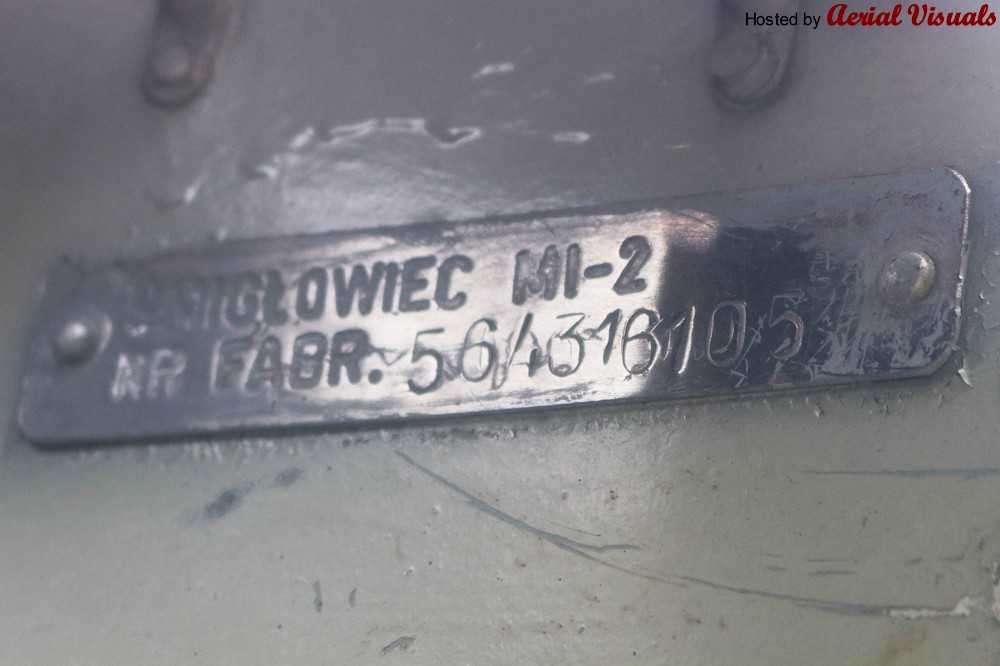 Hosted by Aerial Visuals
ŚMIGŁOWIEC MI-2
NR FABR. 564316105